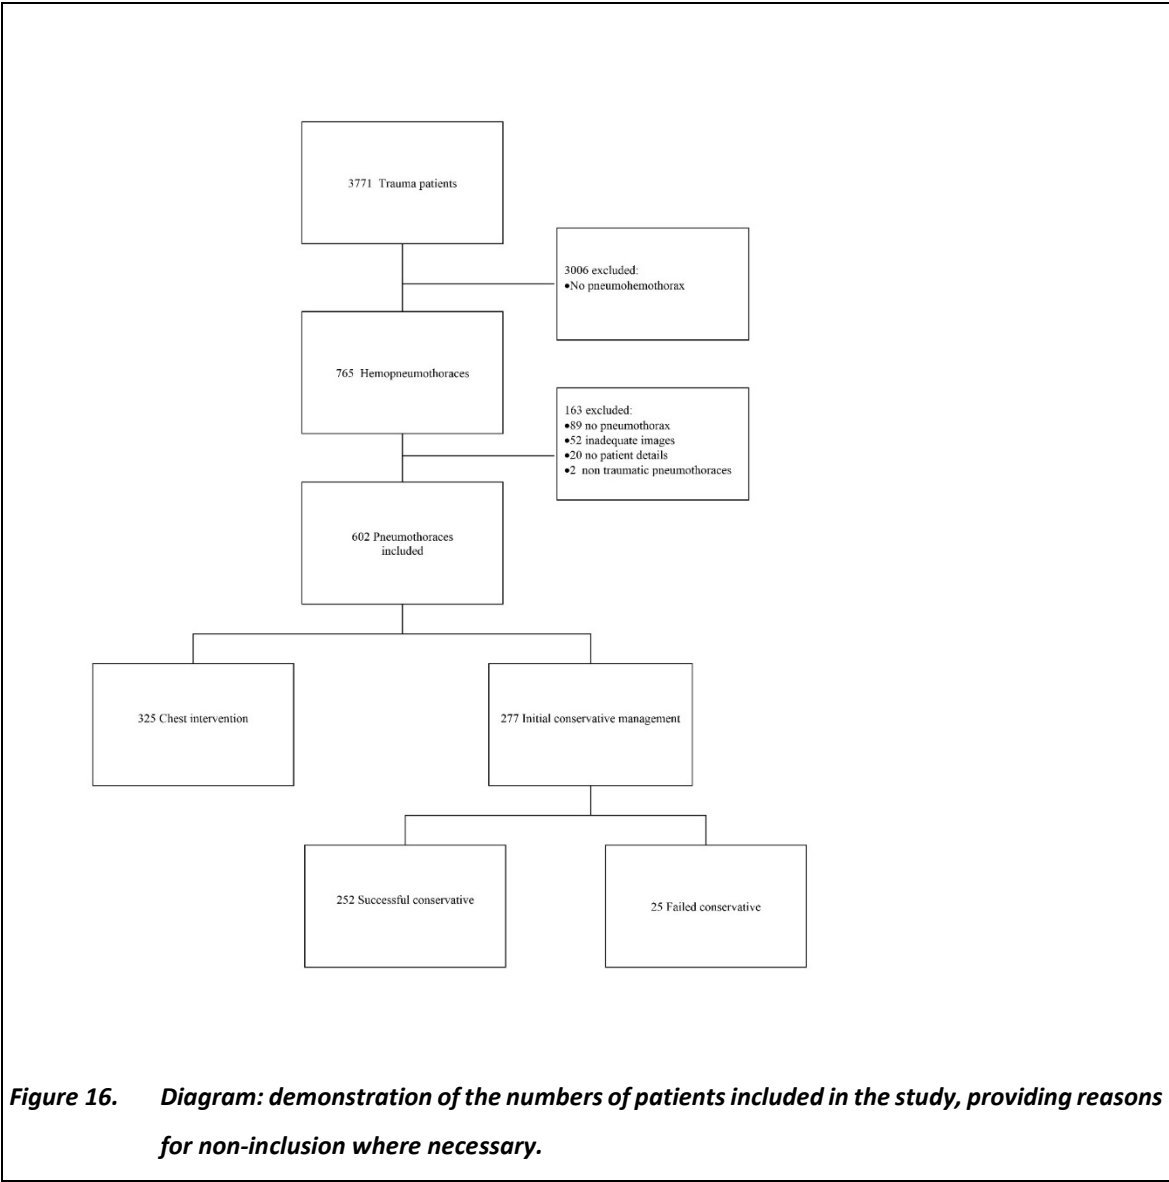 3771 Trauma patients
3006 excluded:
•No pneumohemothorax
765 Hemopneumothoraces
163 excluded:
•89 no pneumothorax
•52 inadequate images
•20 no patient details
•2 non traumatic pneumothoraces
602 Pneumothoraces
included
325 Chest intervention
277 Initial conservative management
252 Successful conservative
25 Failed conservative
Figure 16. Diagram: demonstration of the numbers of patients included in the study, providing reasons
for non-inclusion where necessary.